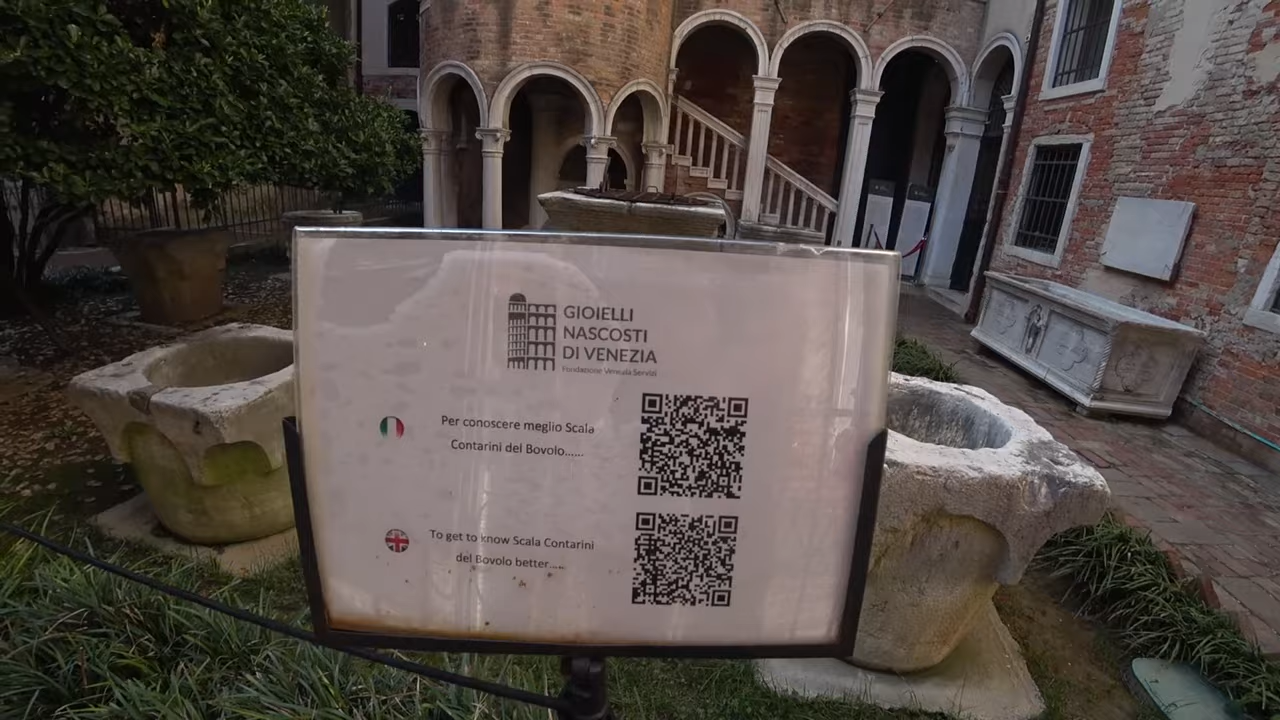 GIOIELLI
NASCOSTI
DI VENEZIA
Fondazione Venezia Servizi
Per conoscere meglio Scala
Contarini del Bovolo......
To get to know Scala Contarini
del Bovolo better......